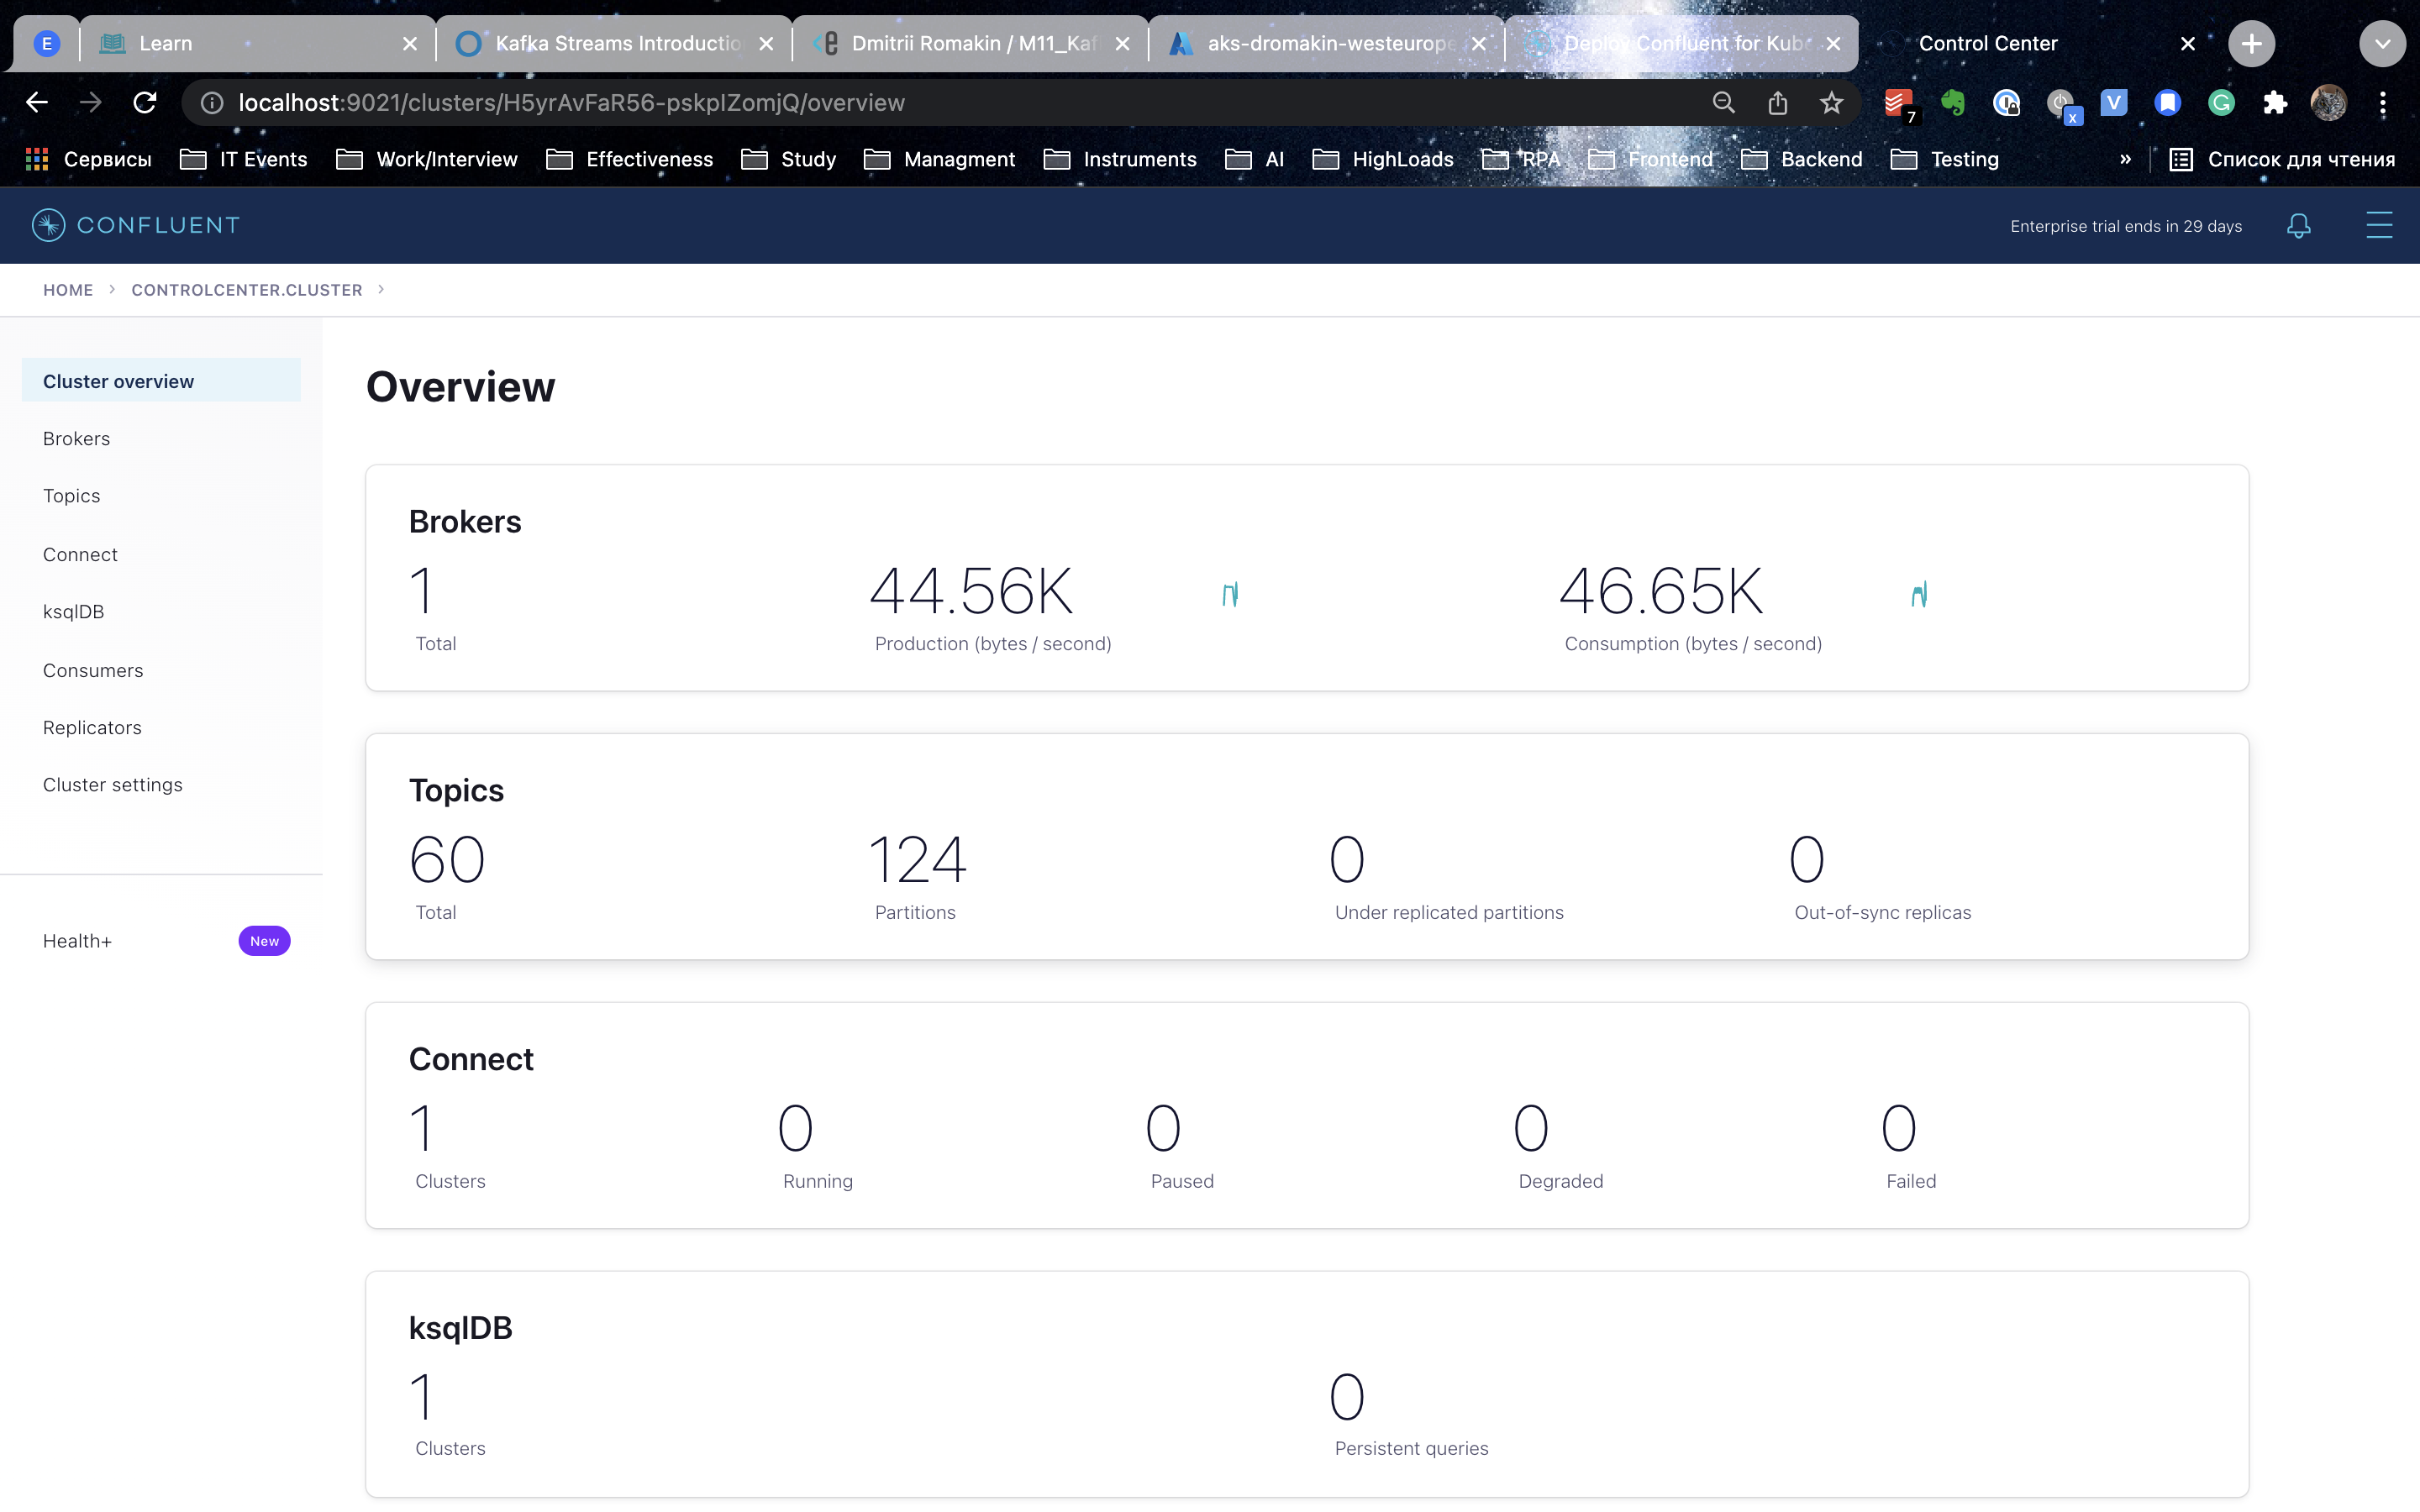 E Learn Kafka Streams Introductio Dmitrii Romakin / M11_Kaf aks-dromakin-westeurope Deploy Confluent for Kube Control Center
localhost:9021/clusters/H5yrAvFaR56-pskpIZomjQ/overview 7 x V G
Сервисы IT Events Work/Interview Effectiveness Study Managment Instruments AI HighLoads RPA Frontend Backend Testing » Список для чтения
CONFLUENT Enterprise trial ends in 29 days
HOME > CONTROLCENTER.CLUSTER >
Cluster overview
Brokers
Topics
Connect
ksqlDB
Consumers
Replicators
Cluster settings
Health+ New
Overview
Brokers
1 44.56K 46.65K
Total Production (bytes / second) Consumption (bytes / second)
Topics
60 124 0 0
Total Partitions Under replicated partitions Out-of-sync replicas
Connect
1 0 0 0 0
Clusters Running Paused Degraded Failed
ksqlDB
1 0
Clusters Persistent queries